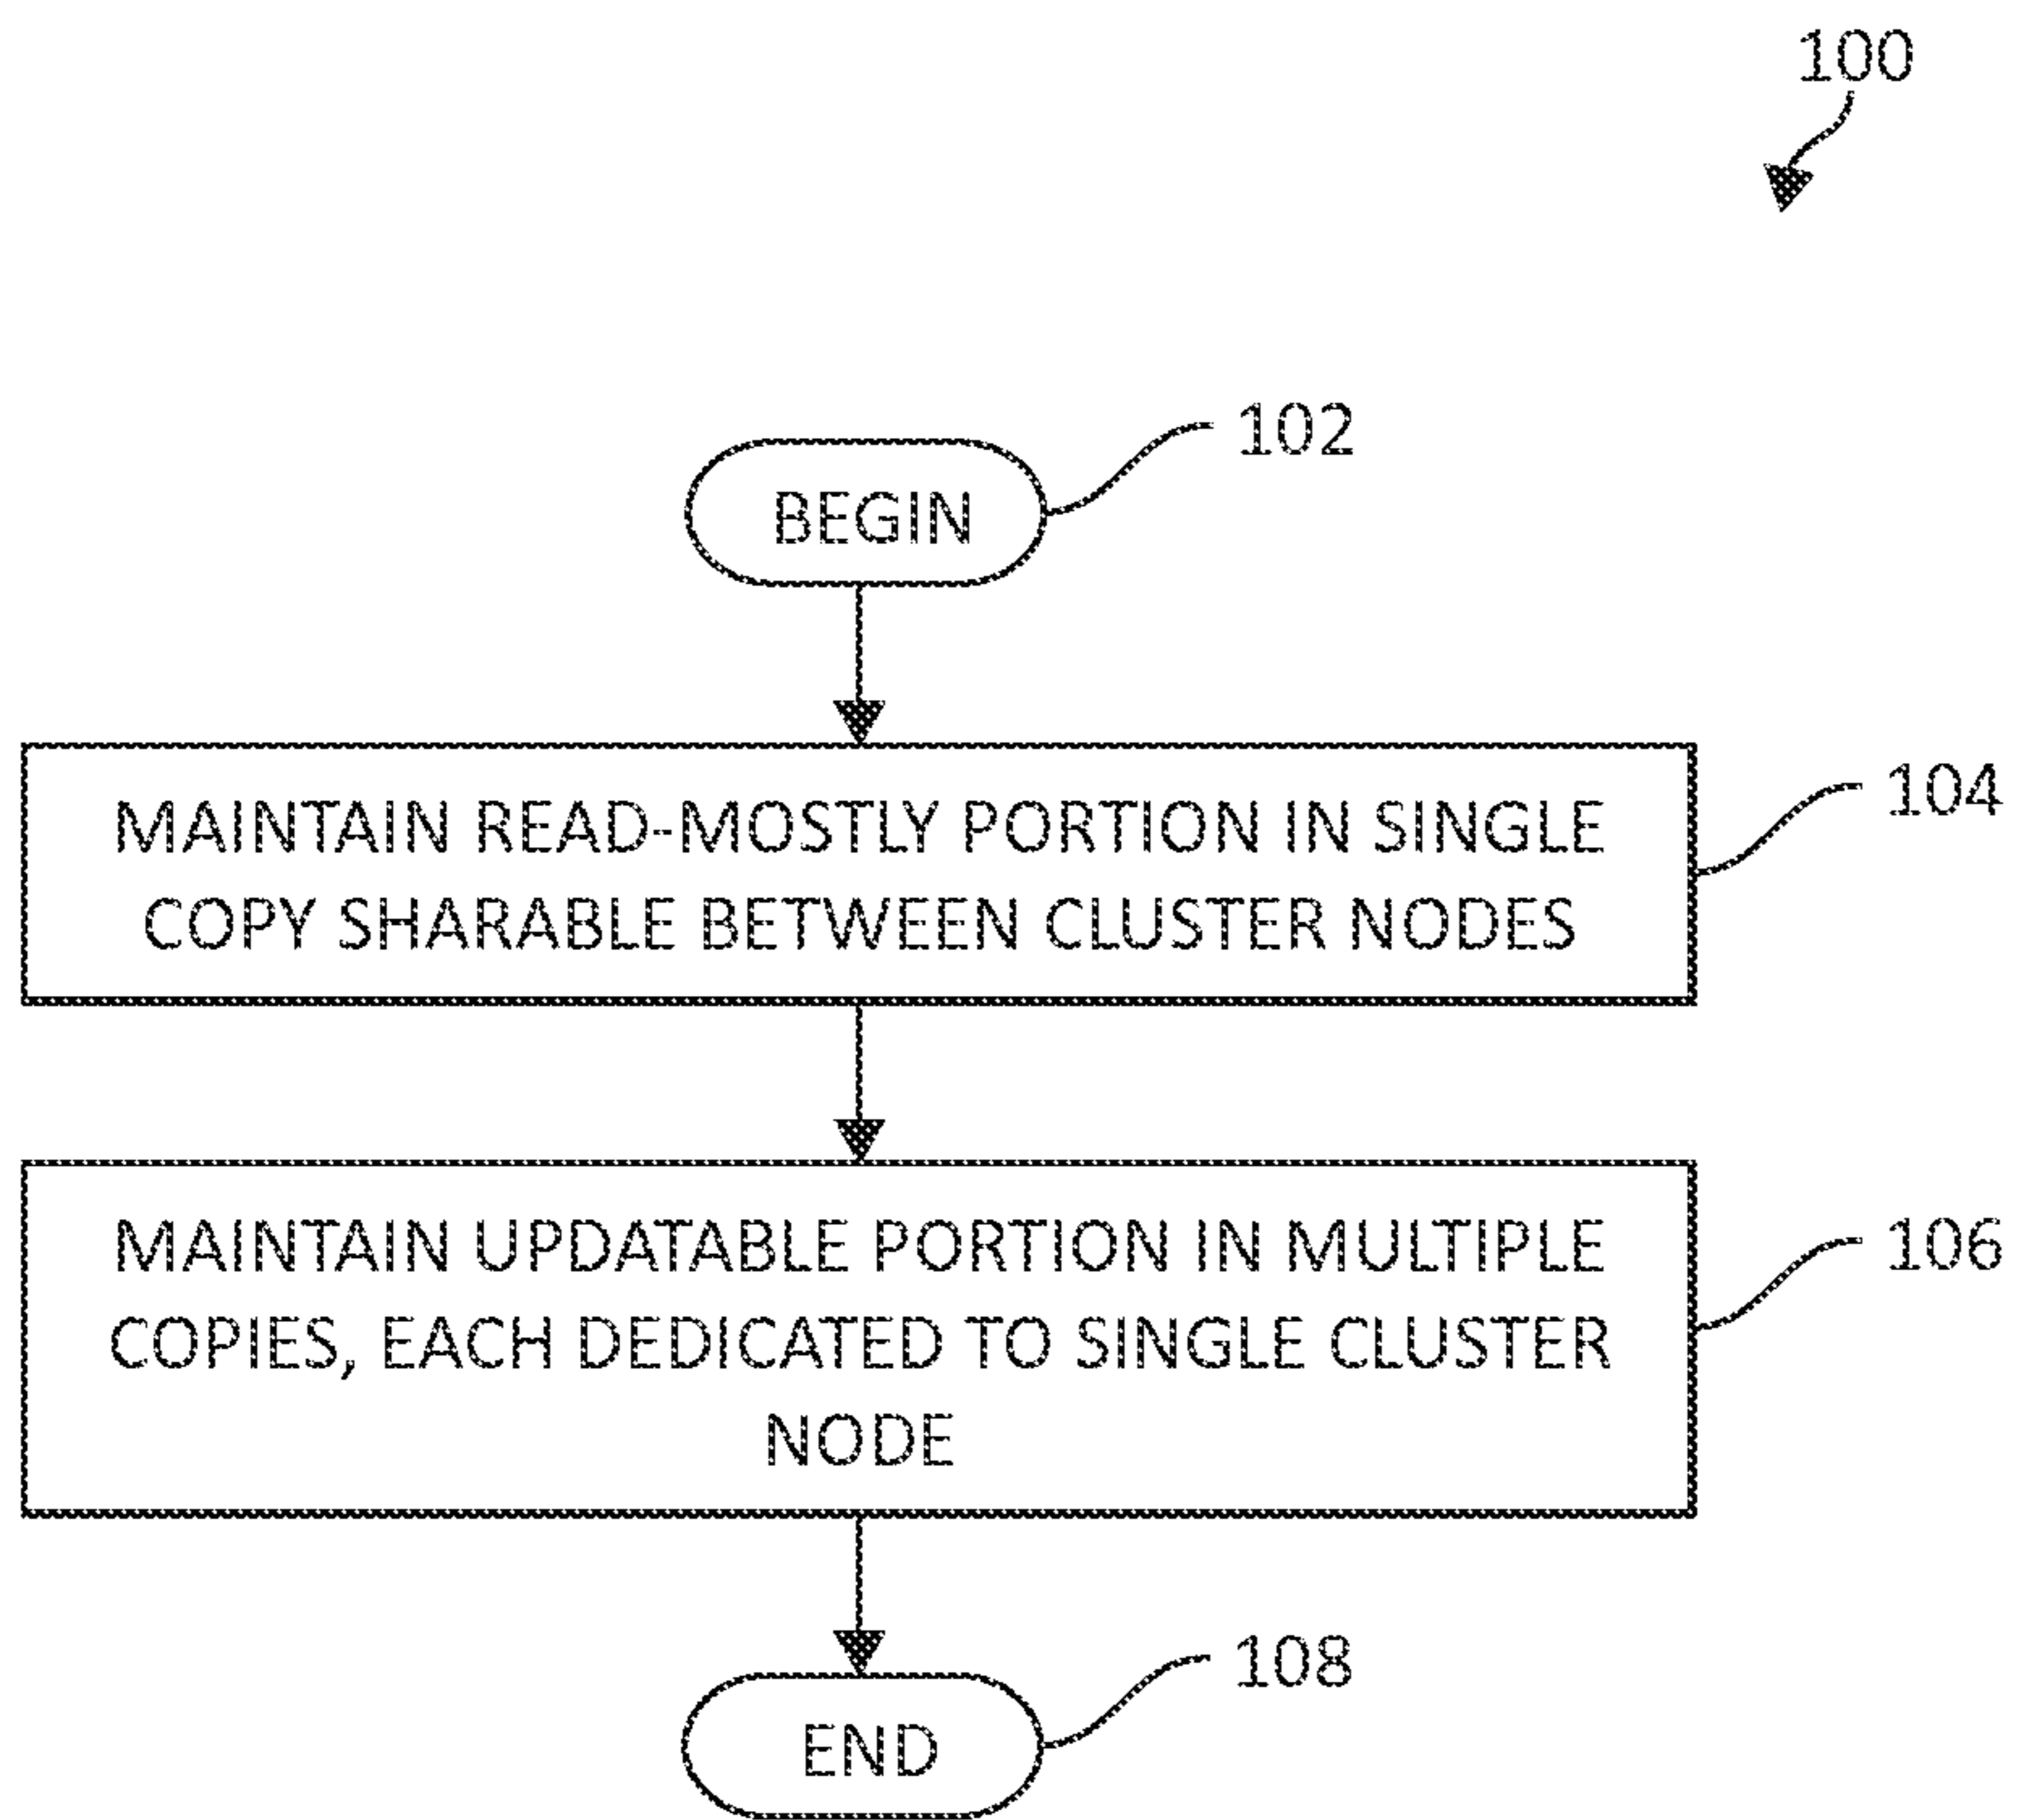 100
BEGIN
102
MAINTAIN READ-MOSTLY PORTION IN SINGLE
COPY SHARABLE BETWEEN CLUSTER NODES
104
MAINTAIN UPDATABLE PORTION IN MULTIPLE
COPIES, EACH DEDICATED TO SINGLE CLUSTER
NODE
106
END
108